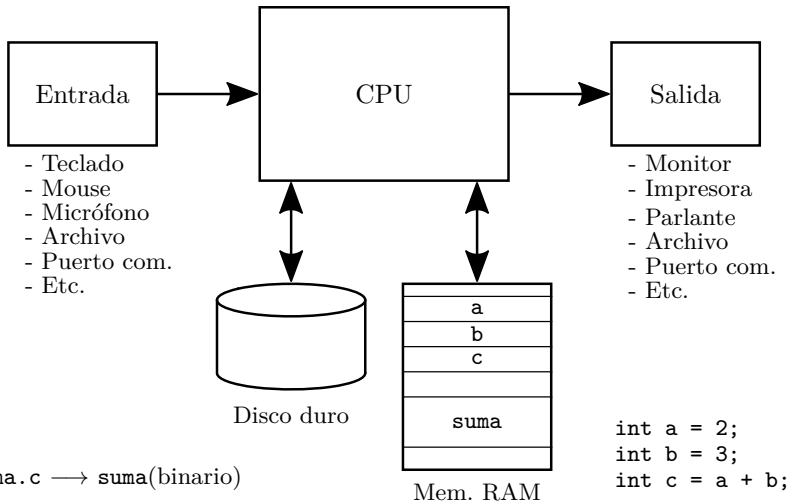 Entrada
CPU
Salida
- Teclado
- Mouse
- Micrófono
- Archivo
- Puerto com.
- Etc.
- Monitor
- Impresora
- Parlante
- Archivo
- Puerto com.
- Etc.
a
b
c
suma
Disco duro
Mem. RAM
ma.c ⟶ suma(binario)
int a = 2;
int b = 3;
int c = a + b;